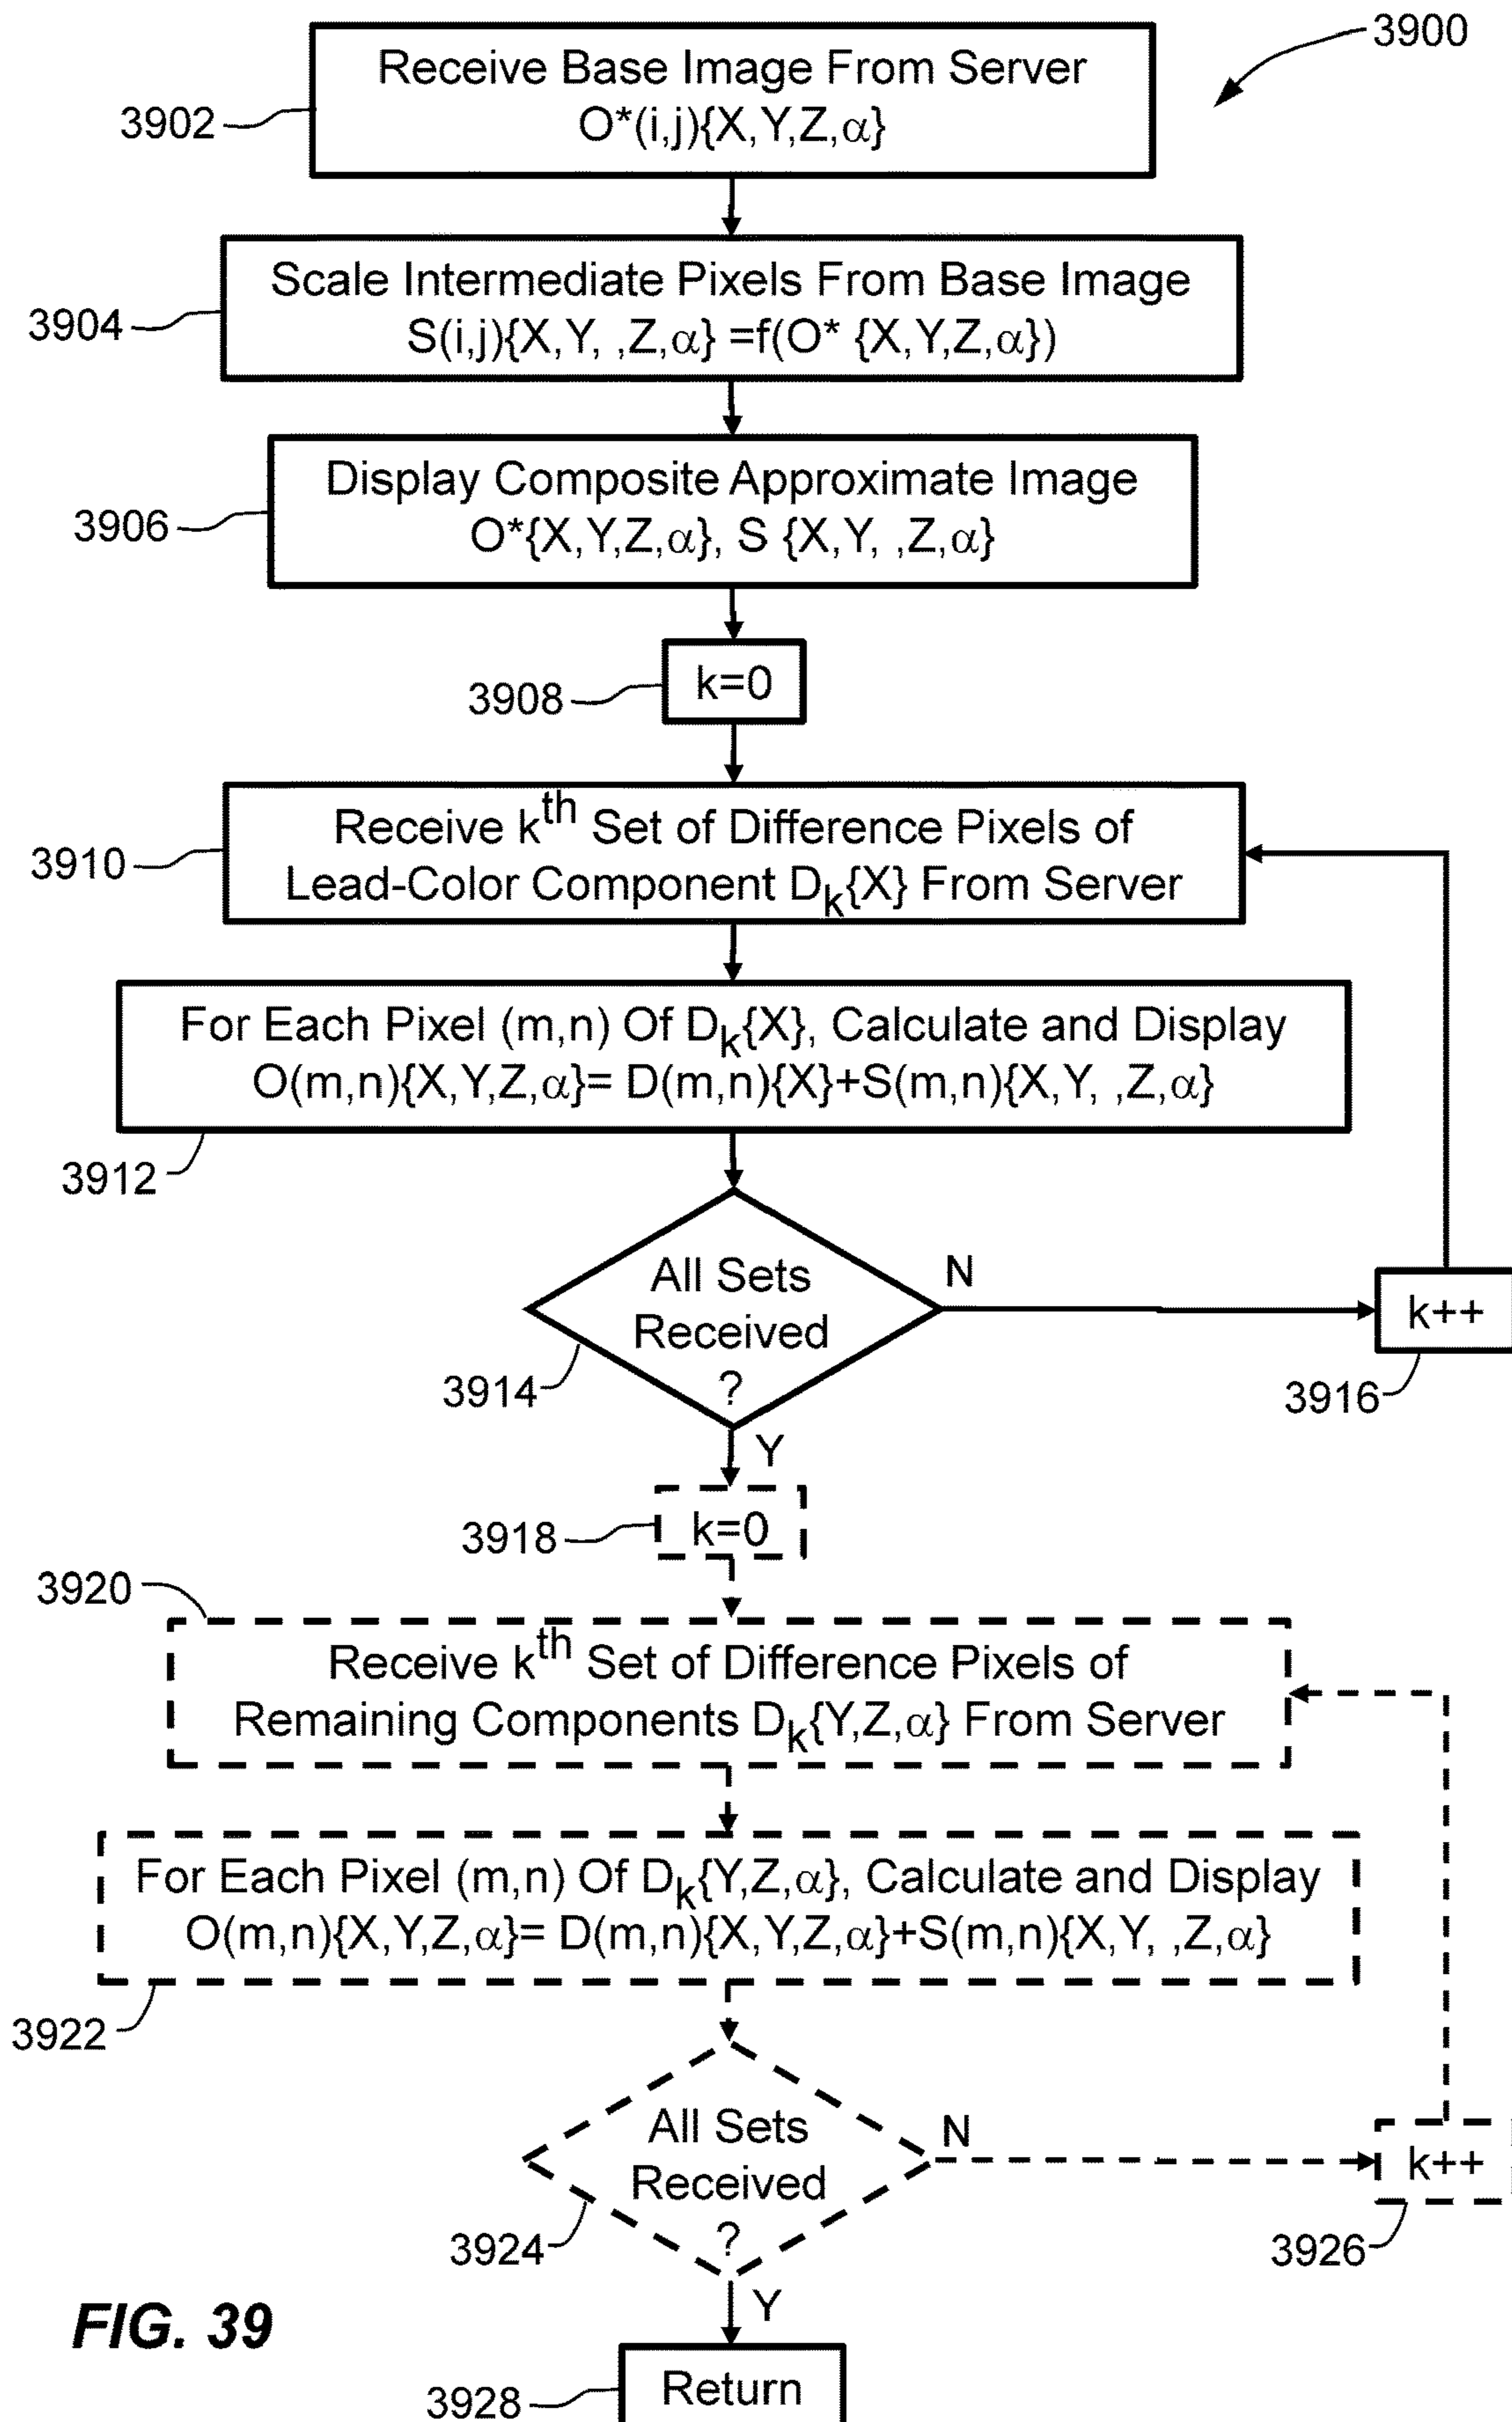 3900
Receive Base Image From Server
O*(i,j){X,Y,Z,α}
3902
Scale Intermediate Pixels From Base Image
S(i,j){X,Y, ,Z,α} =f(O* {X,Y,Z,α})
3904
Display Composite Approximate Image
O*{X,Y,Z,α}, S {X,Y, ,Z,α}
3906
k=0
3908
Receive kth Set of Difference Pixels of
Lead-Color Component Dk{X} From Server
3910
For Each Pixel (m,n) Of Dk{X}, Calculate and Display
O(m,n){X,Y,Z,α}= D(m,n){X}+S(m,n){X,Y, ,Z,α}
3912
All Sets
Received
?
N
3914
k++
3916
Y
k=0
3918
3920
Receive kth Set of Difference Pixels of
Remaining Components Dk{Y,Z,α} From Server
For Each Pixel (m,n) Of Dk{Y,Z,α}, Calculate and Display
O(m,n){X,Y,Z,α}= D(m,n){X,Y,Z,α}+S(m,n){X,Y, ,Z,α}
3922
All Sets
Received
?
N
3924
k++
3926
Y
FIG. 39
Return
3928